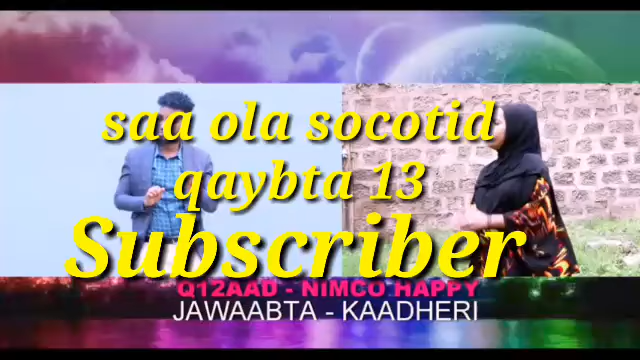 saa ola socotid
qaybta 13
Subscriber
Q12AAD - NIMCO HAPPY
JAWAABTA - KAADHERI